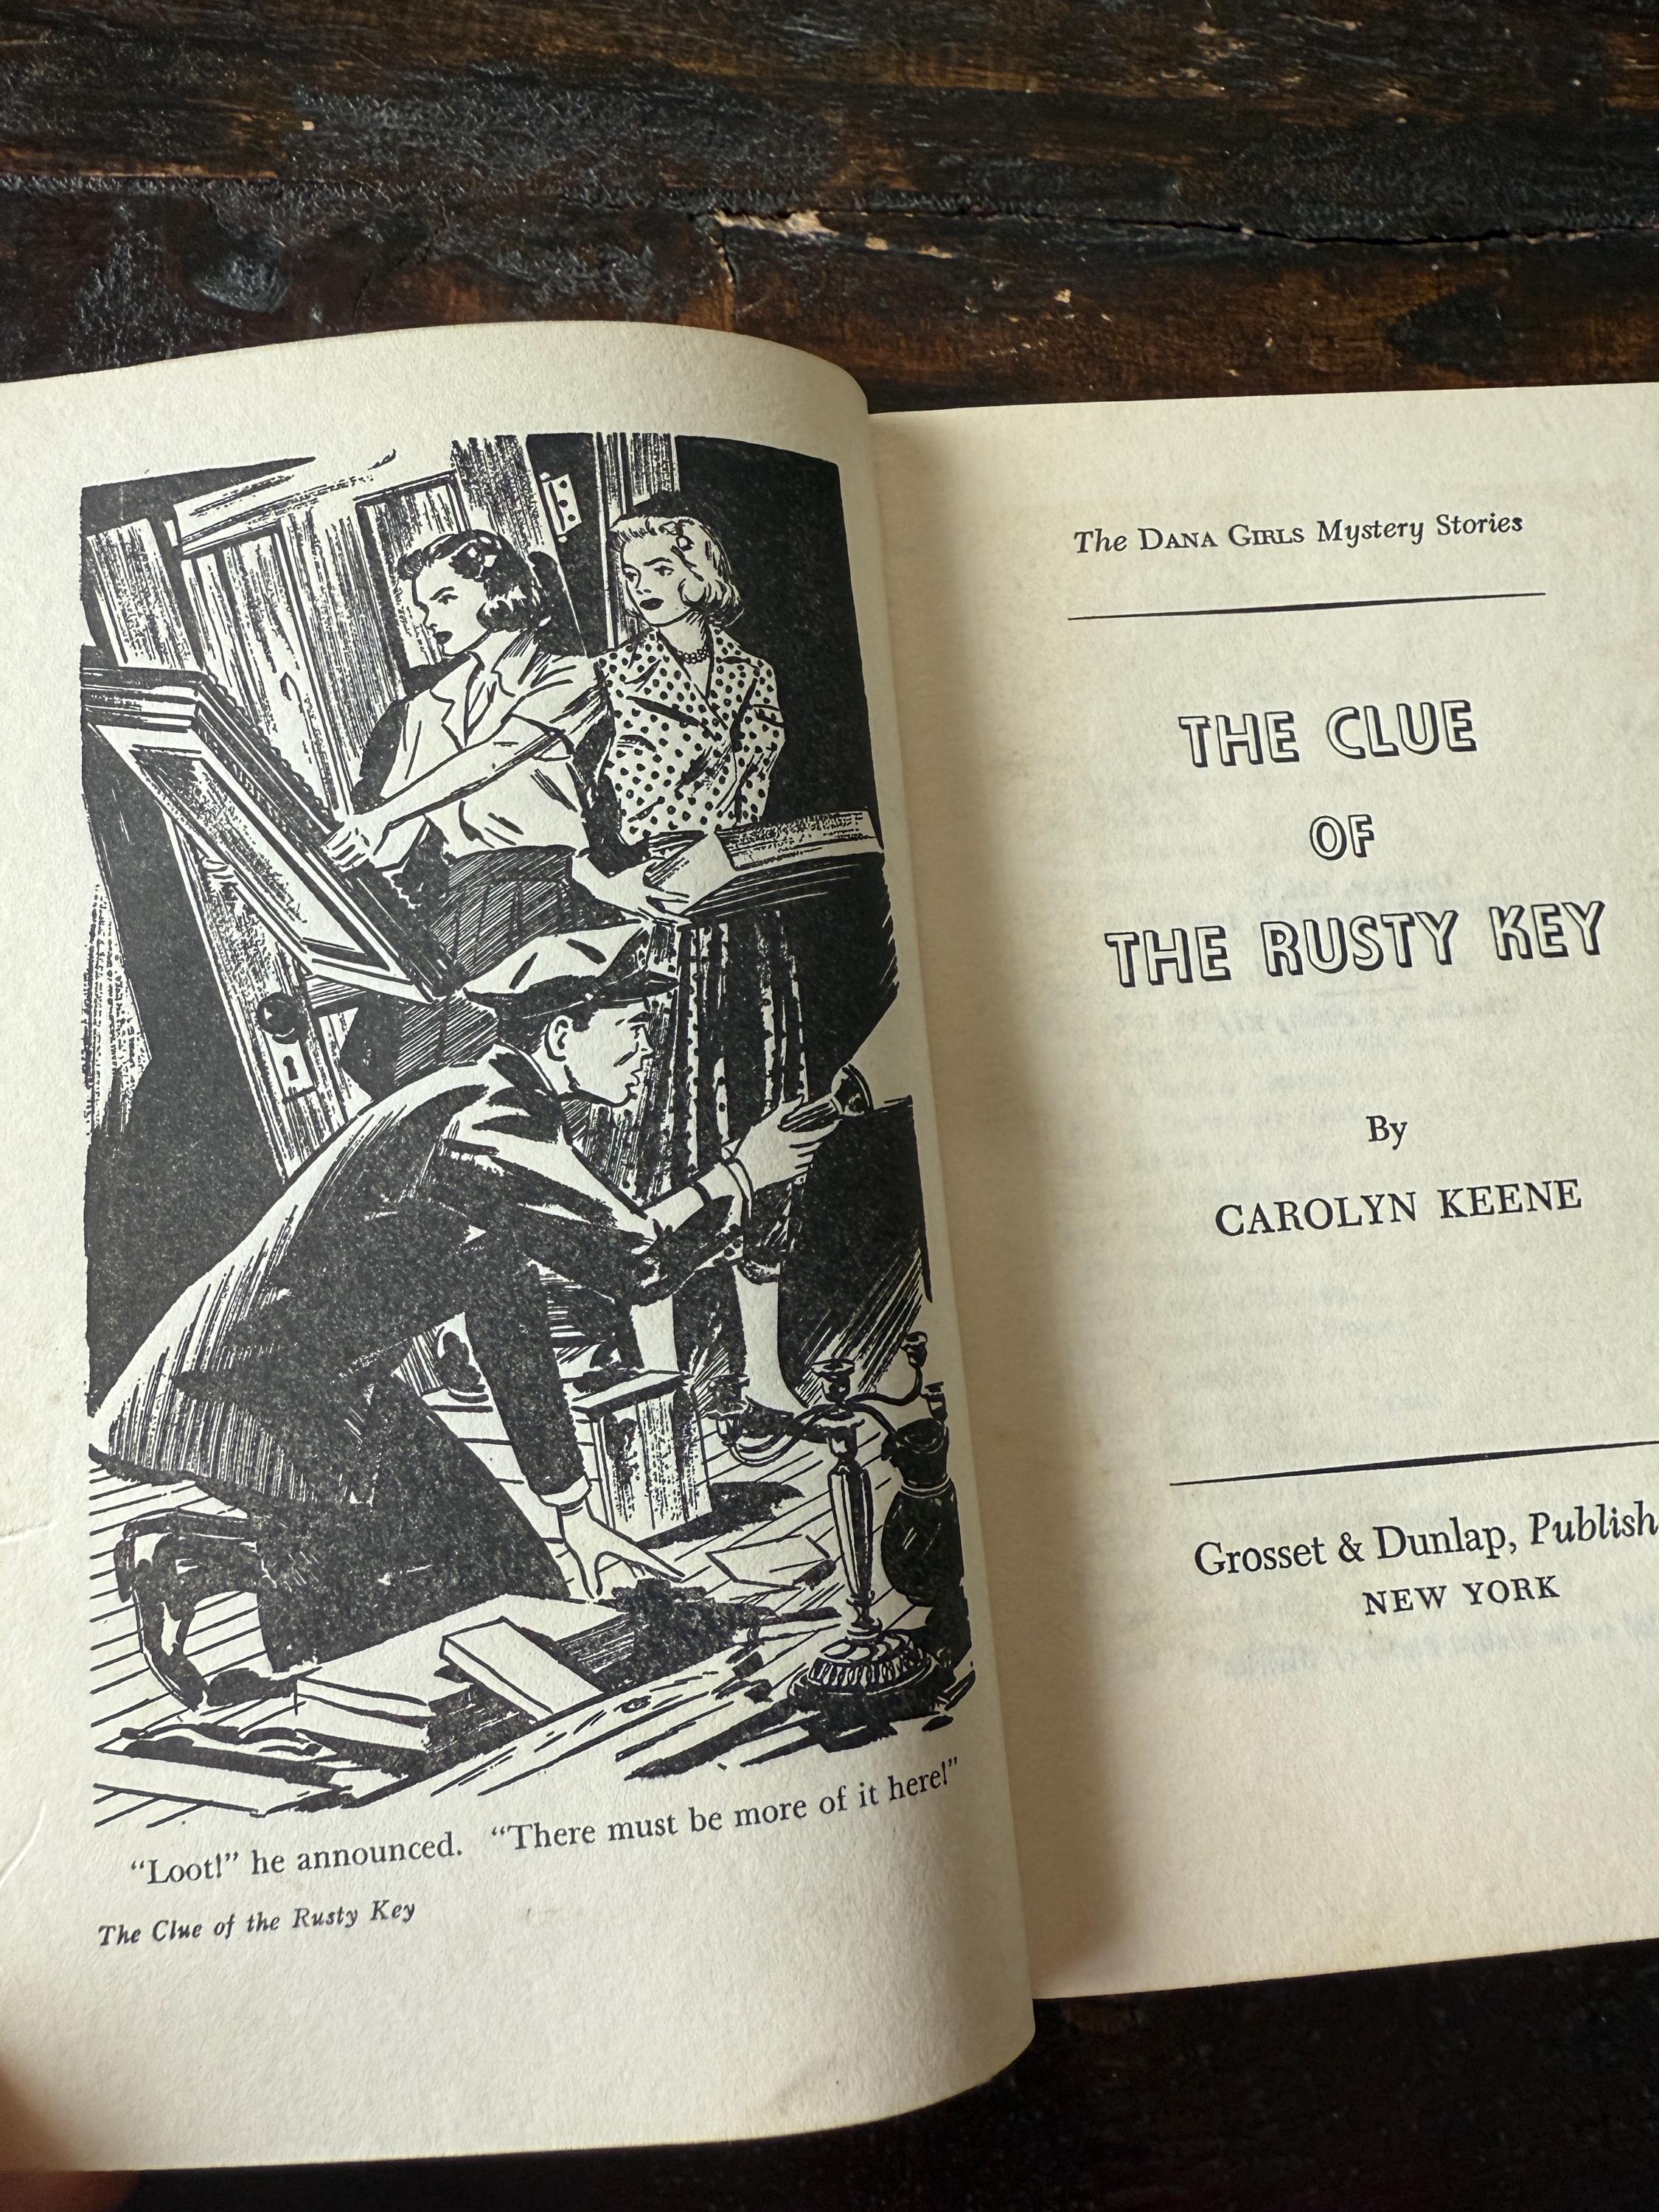 "Loot!" he announced. "There must be more of it here!"
The Clue of the Rusty Key
The DANA GIRLS Mystery Stories
THE CLUE
OF
THE RUSTY KEY
By
CAROLYN KEENE
Grosset & Dunlap, Publish
NEW YORK